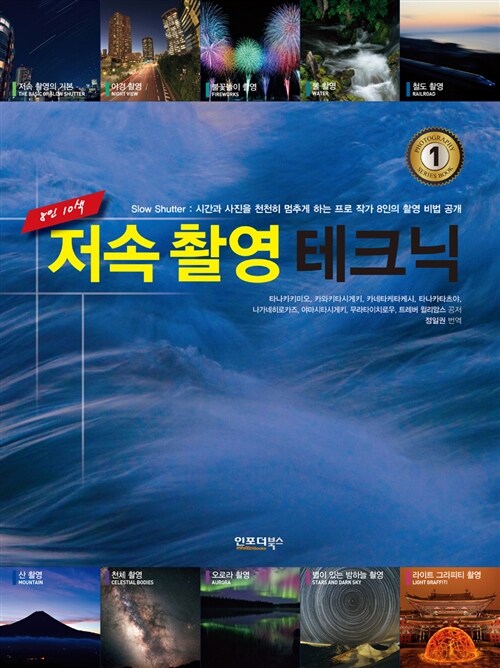 저속 촬영의 기본
THE BASIC OF SLOW SHUTTER
야경 촬영
NIGHT VIEW
불꽃놀이 촬영
FIREWORKS
물 촬영
WATER
철도 촬영
RAILROAD
PHOTOGRAPHY
1
SERIES BOOK
8인 10색
Slow Shutter : 시간과 사진을 천천히 멈추게 하는 프로 작가 8인의 촬영 비법 공개
저속 촬영 테크닉
타나카키미오, 카와키타시게키, 카네타케타케시, 타나카타츠야,
나가네히로카즈, 야마시타시게키, 무라타이치로우, 트레버 윌리암스 공저
정일권 번역
인포더북스
산 촬영
MOUNTAIN
천체 촬영
CELESTIAL BODIES
오로라 촬영
AURORA
별이 있는 밤하늘 촬영
STARS AND DARK SKY
라이트 그라피티 촬영
LIGHT GRAFFITI